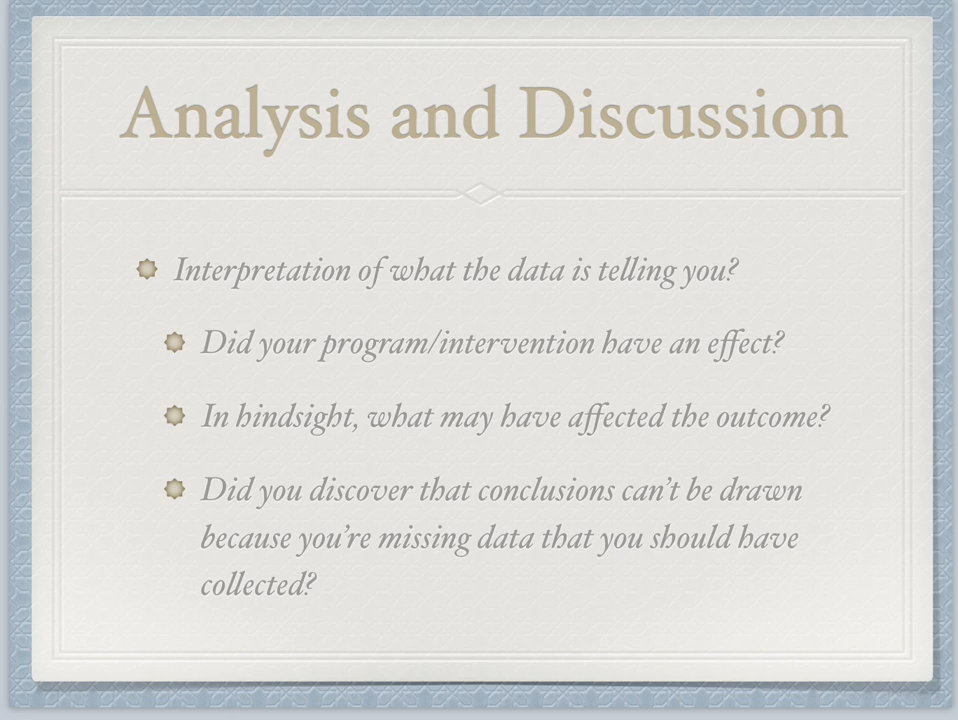 Analysis and Discussion
Interpretation of what the data is telling you?
Did your program/intervention have an effect?
In hindsight, what may have affected the outcome?
Did you discover that conclusions can’t be drawn
because you’re missing data that you should have
collected?